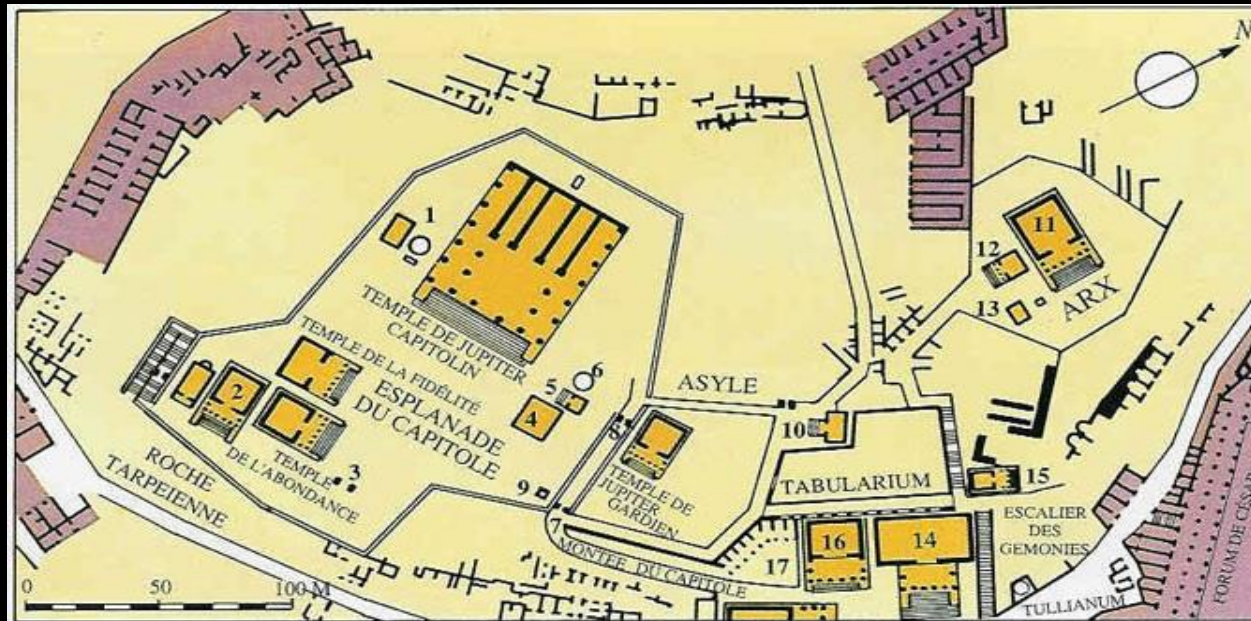 N
1
TEMPLE DE JUPITER
CAPITOLIN
TEMPLE DE LA FIDÉLITÉ
ESPLANADE
DU CAPITOLE
2
TEMPLE
DE L'ABONDANCE
3
ROCHE
TARPEIENNE
4
5
6
ASYLE
8
TEMPLE DE
JUPITER
GARDIEN
9
7
MONTÉE DU CAPITOLE
10
TABULARIUM
11
12
13
ARX
15
ESCALIER
DES
GEMONIES
16
14
17
TULLIANUM
FORUM DE
0 50 100 M